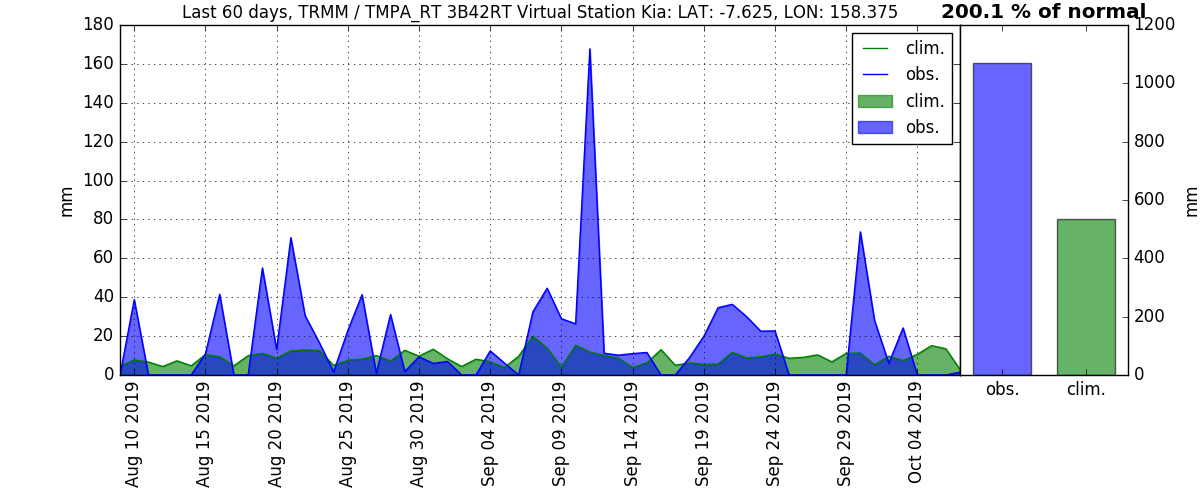 Last 60 days, TRMM / TMPA_RT 3B42RT Virtual Station Kia: LAT: -7.625, LON: 158.375
200.1 % of normal
180
160
140
120
100
80
60
40
20
0
mm
clim.
obs.
clim.
obs.
Aug 10 2019
Aug 15 2019
Aug 20 2019
Aug 25 2019
Aug 30 2019
Sep 04 2019
Sep 09 2019
Sep 14 2019
Sep 19 2019
Sep 24 2019
Sep 29 2019
Oct 04 2019
1200
1000
800
600
400
200
0
mm
obs.
clim.